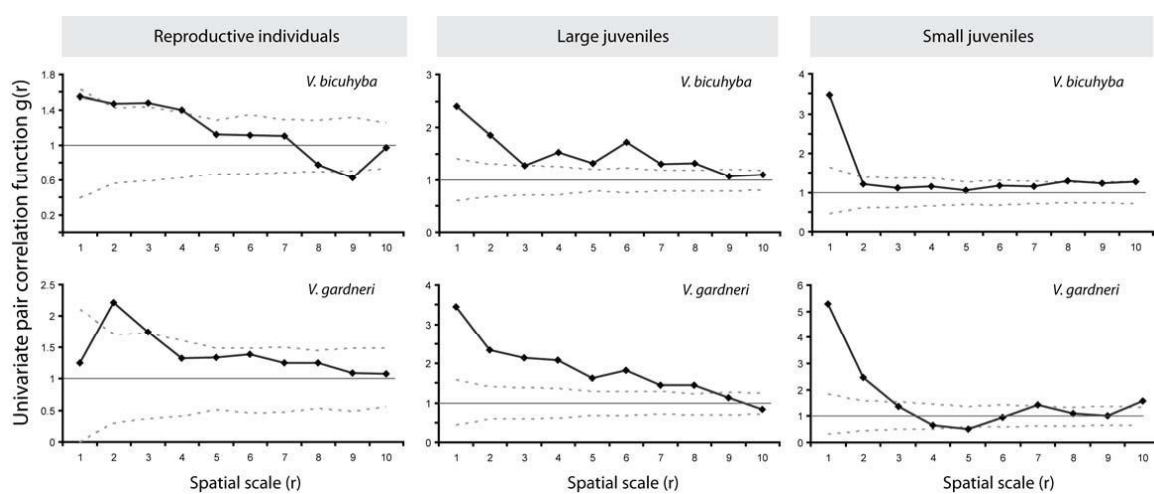 Reproductive individuals
Large juveniles
Small juveniles
Univariate pair correlation function g(r)
V. bicuhyba
1.8
1.4
1
0.6
0.2
1 2 3 4 5 6 7 8 9 10
V. bicuhyba
3
2
1
0
1 2 3 4 5 6 7 8 9 10
V. bicuhyba
4
3
2
1
0
1 2 3 4 5 6 7 8 9 10
V. gardneri
2.5
2
1.5
1
0.5
0
1 2 3 4 5 6 7 8 9 10
Spatial scale (r)
V. gardneri
4
3
2
1
0
1 2 3 4 5 6 7 8 9 10
Spatial scale (r)
V. gardneri
6
5
4
3
2
1
0
1 2 3 4 5 6 7 8 9 10
Spatial scale (r)